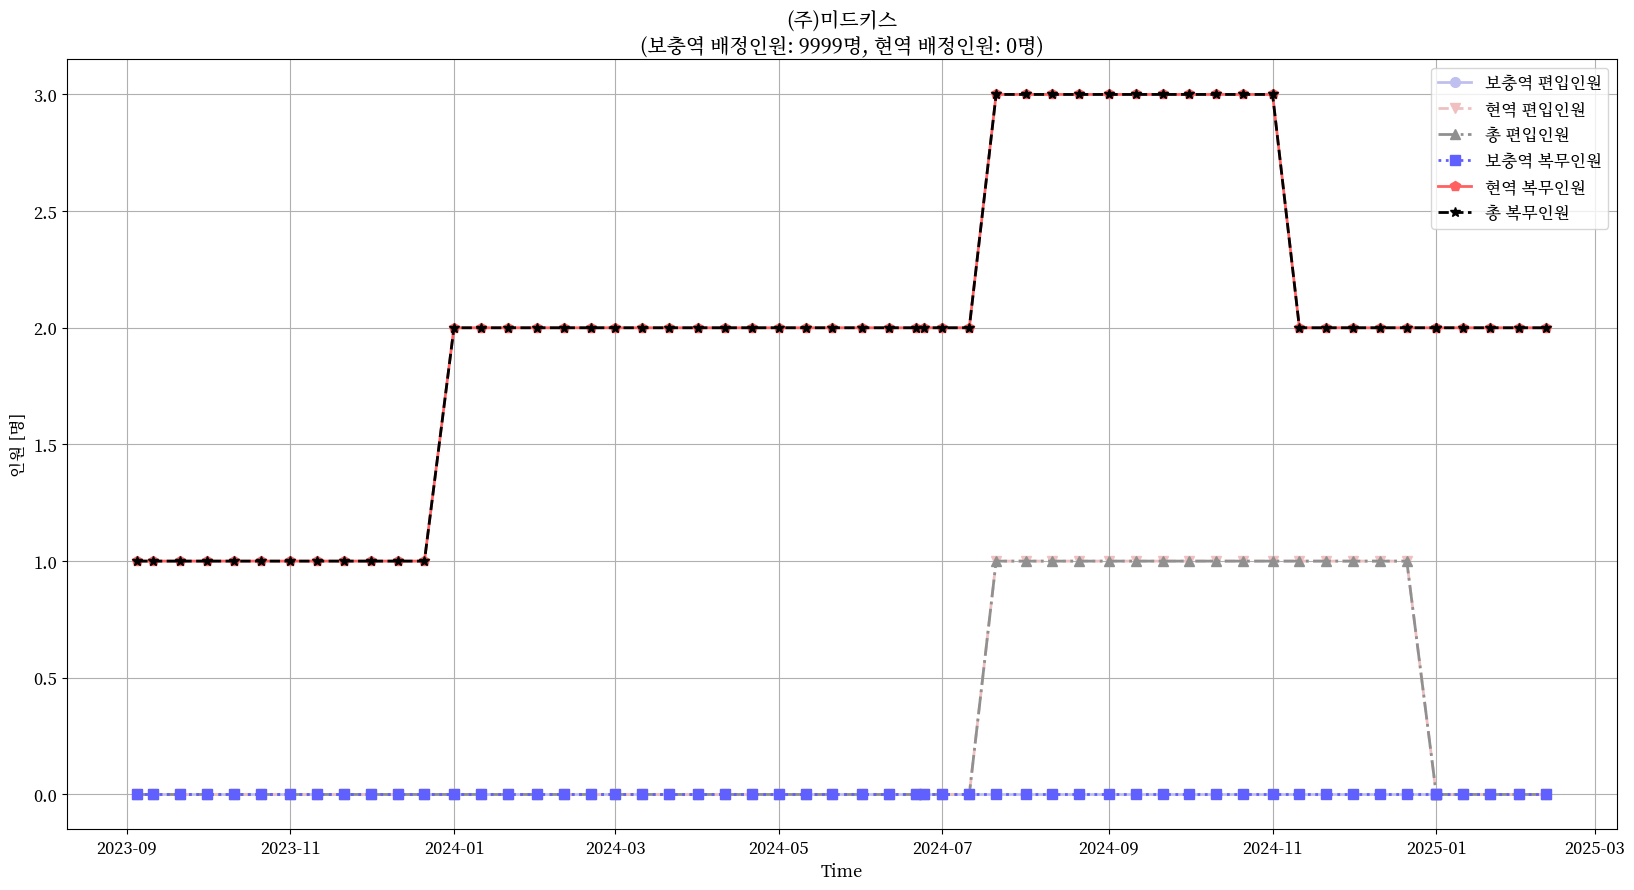 (주)미드키스
(보충역 배정인원: 9999명, 현역 배정인원: 0명)
보충역 편입인원
현역 편입인원
총 편입인원
보충역 복무인원
현역 복무인원
총 복무인원
인원 [명]
3.0
2.5
2.0
1.5
1.0
0.5
0.0
2023-09
2023-11
2024-01
2024-03
2024-05
2024-07
2024-09
2024-11
2025-01
2025-03
Time